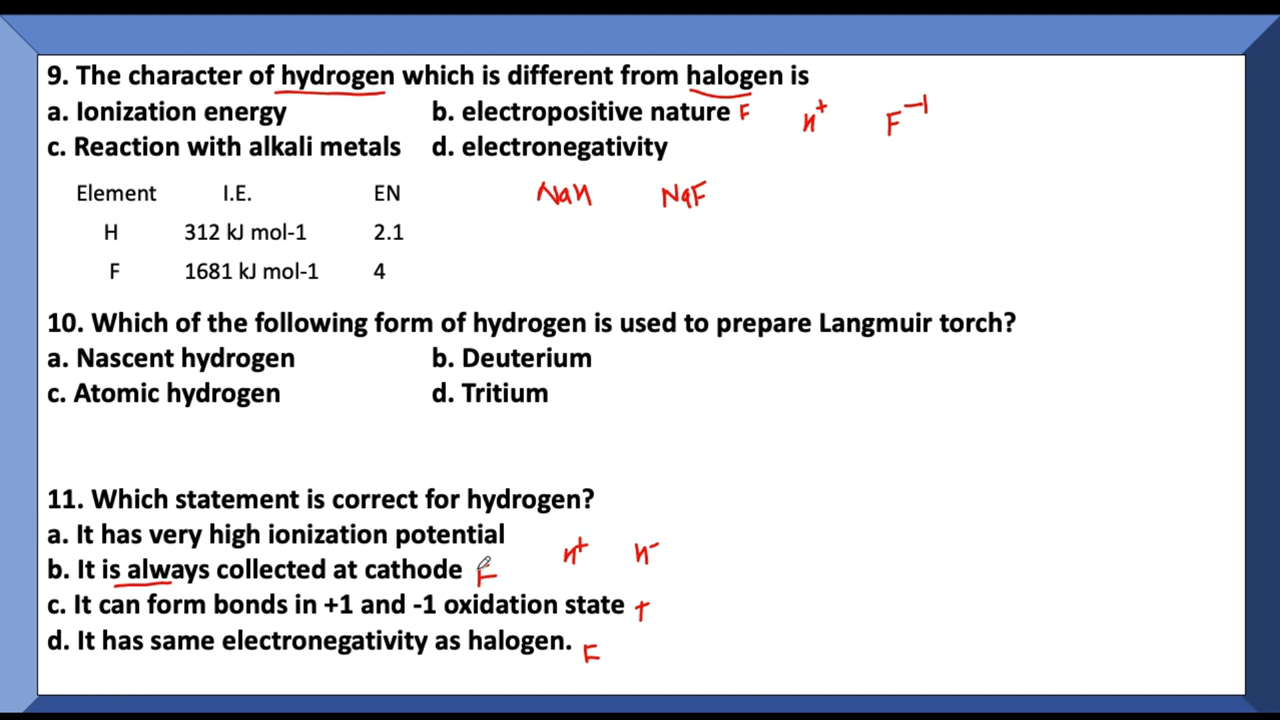 9. The character of hydrogen which is different from halogen is
a. Ionization energy b. electropositive nature F H+ F-1
c. Reaction with alkali metals d. electronegativity
Element I.E. EN NaH NaF
H 312 kJ mol-1 2.1
F 1681 kJ mol-1 4
10. Which of the following form of hydrogen is used to prepare Langmuir torch?
a. Nascent hydrogen b. Deuterium
c. Atomic hydrogen d. Tritium
11. Which statement is correct for hydrogen?
a. It has very high ionization potential
b. It is always collected at cathode F H+ H-
c. It can form bonds in +1 and -1 oxidation state T
d. It has same electronegativity as halogen. F